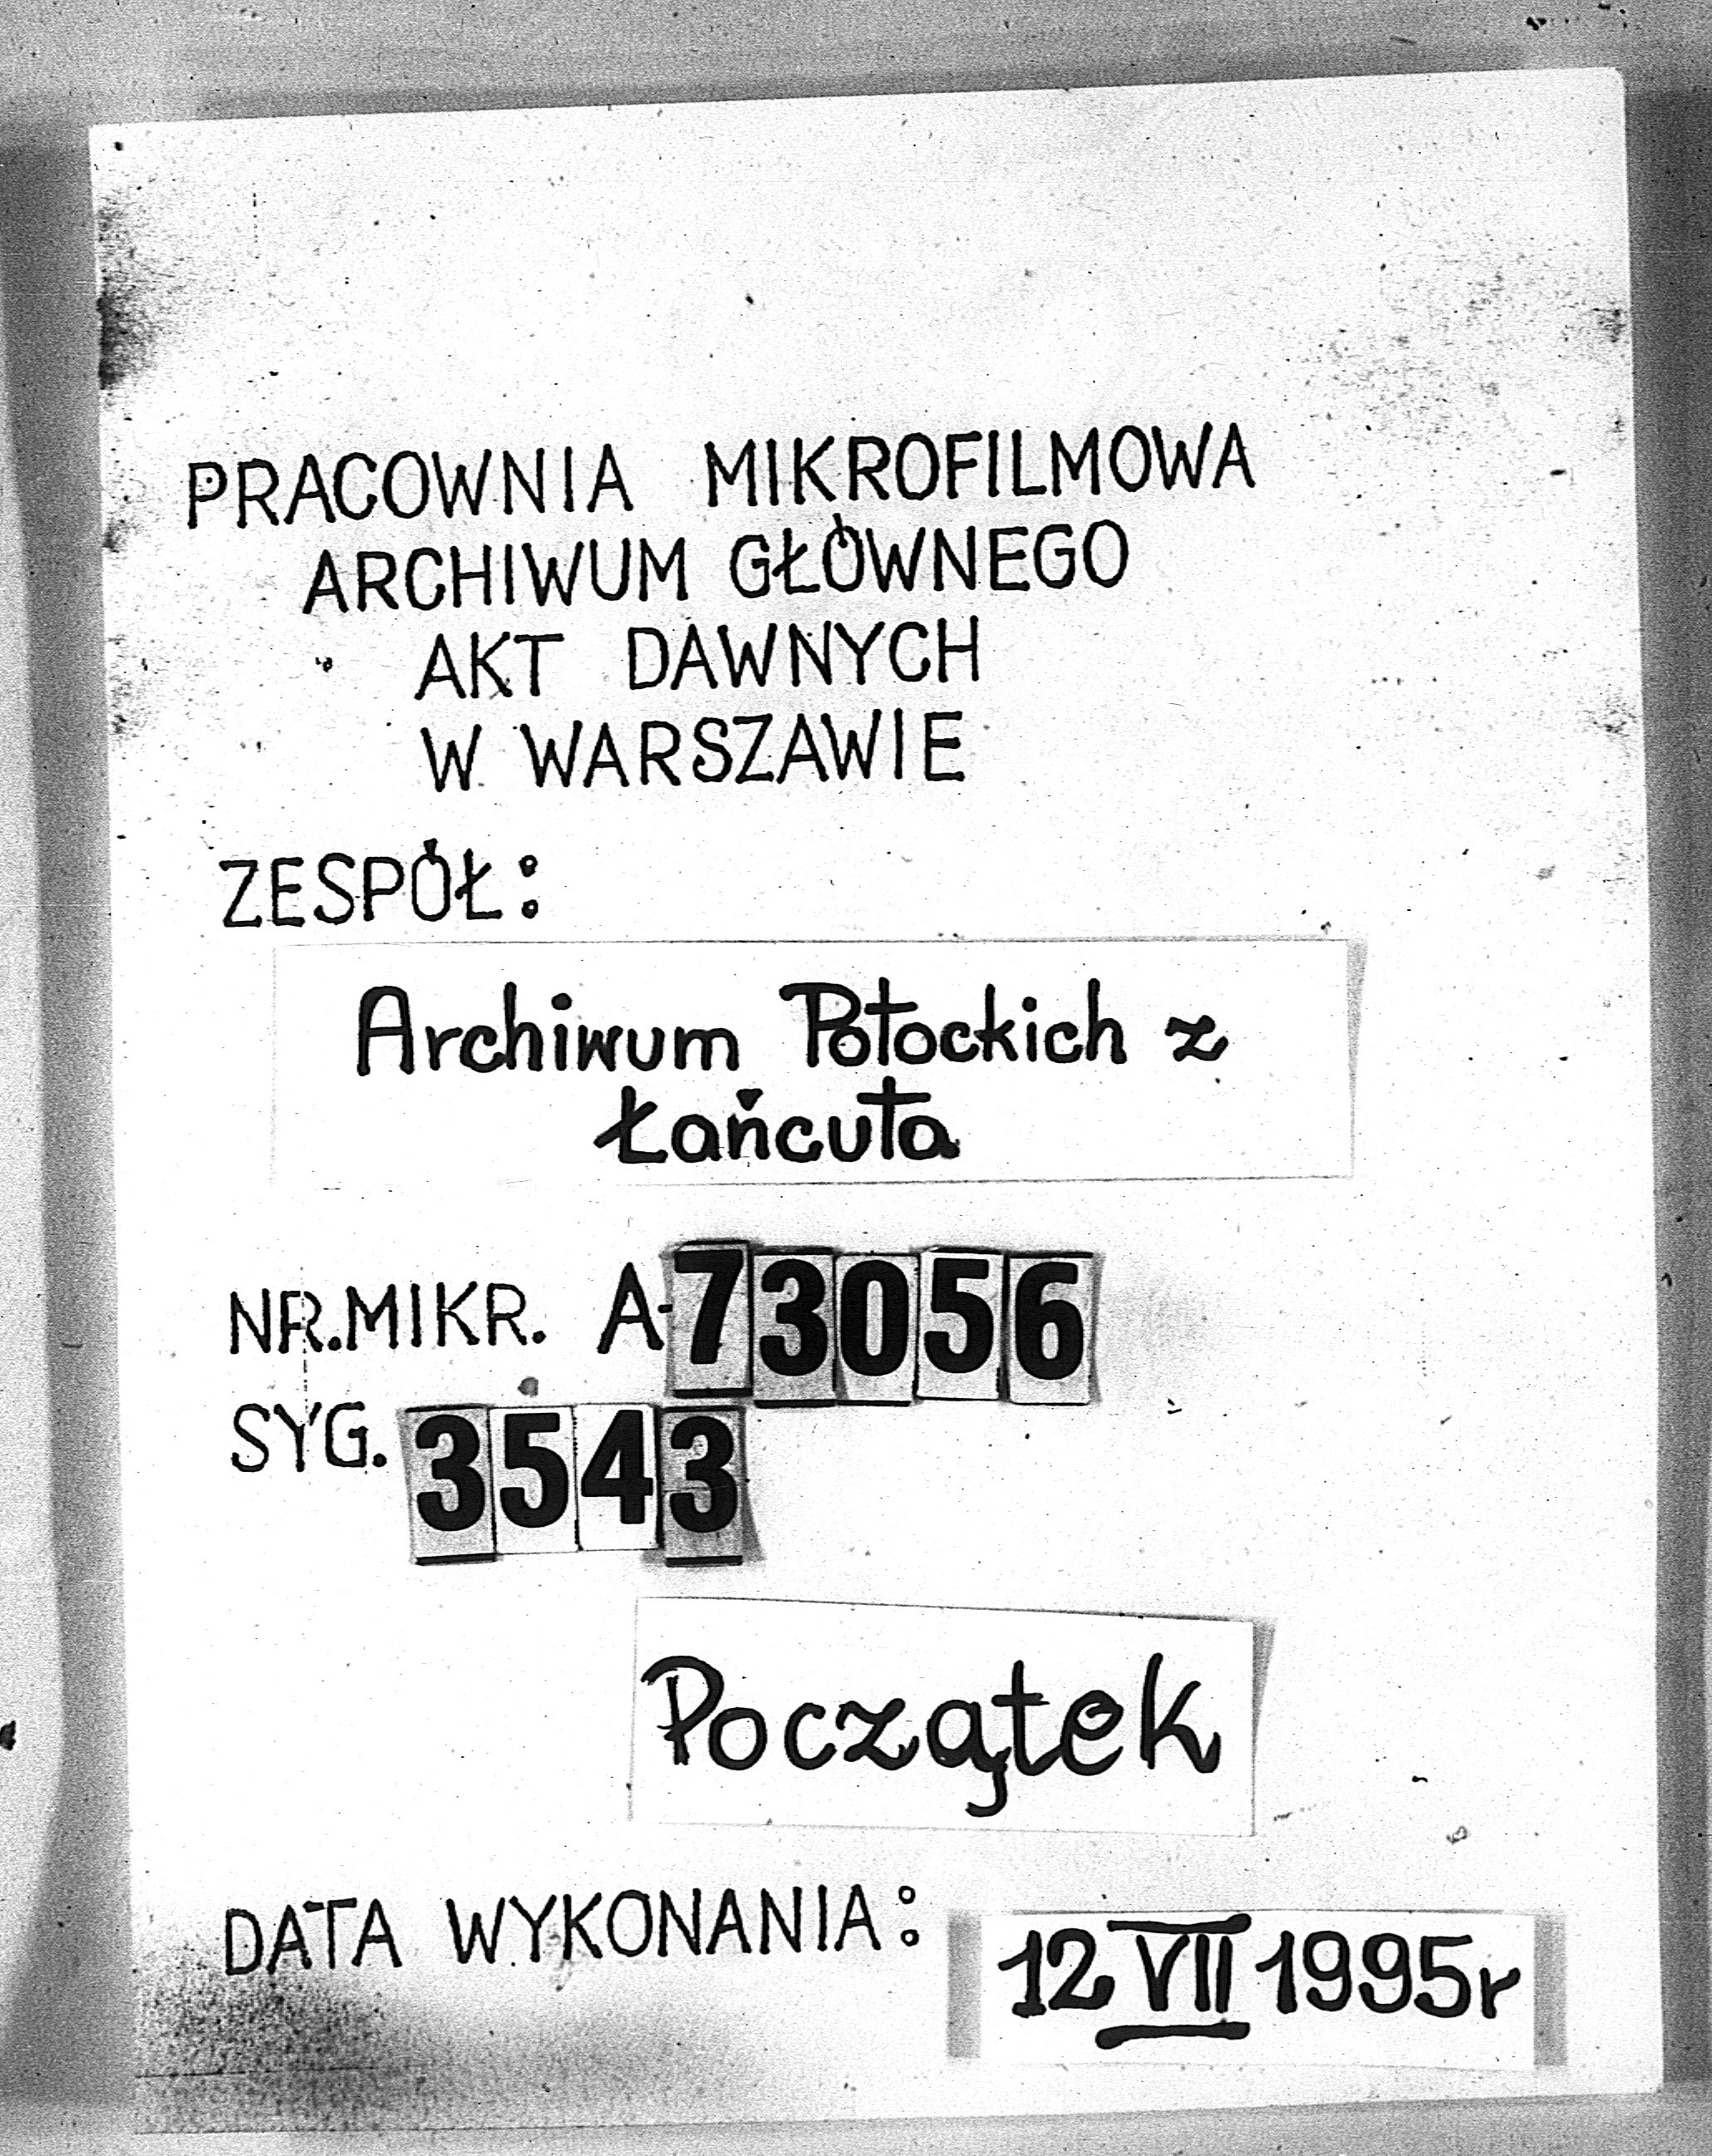 PRACOWNIA MIKROFILMOWA
ARCHIWUM GŁÓWNEGO
AKT DAWNYCH
W WARSZAWIE
ZESPÓŁ:
Archiwum Potockich z
Łańcuta
NR.MIKR. A-73056
SYG. 3543
Początek
DATA WYKONANIA: 12 VII 1995r